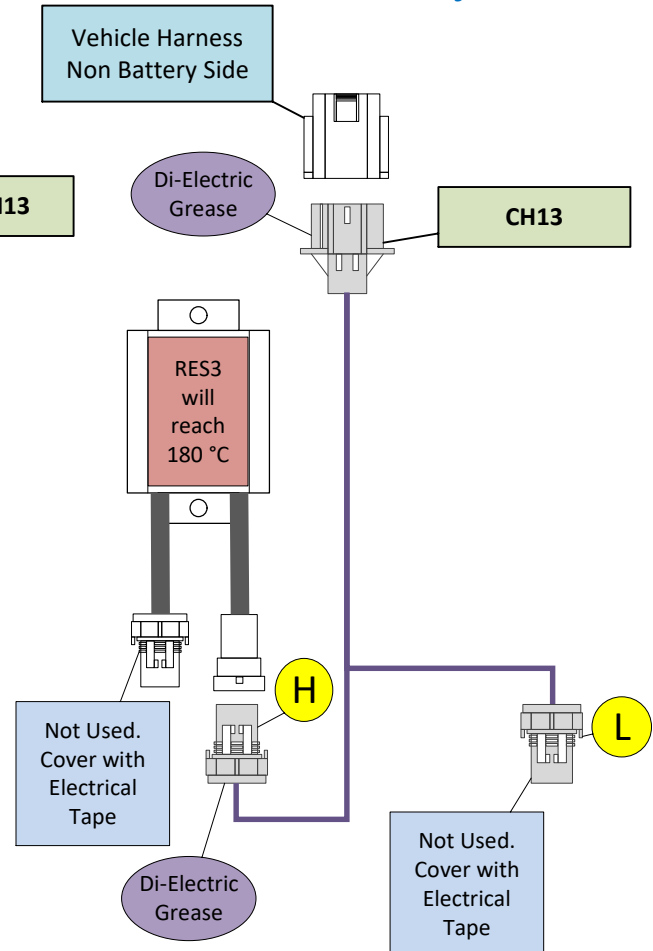 Vehicle Harness
Non Battery Side
Di-Electric
Grease
CH13
RES3
will
reach
180 °C
H
L
Not Used.
Cover with
Electrical
Tape
Di-Electric
Grease
Not Used.
Cover with
Electrical
Tape